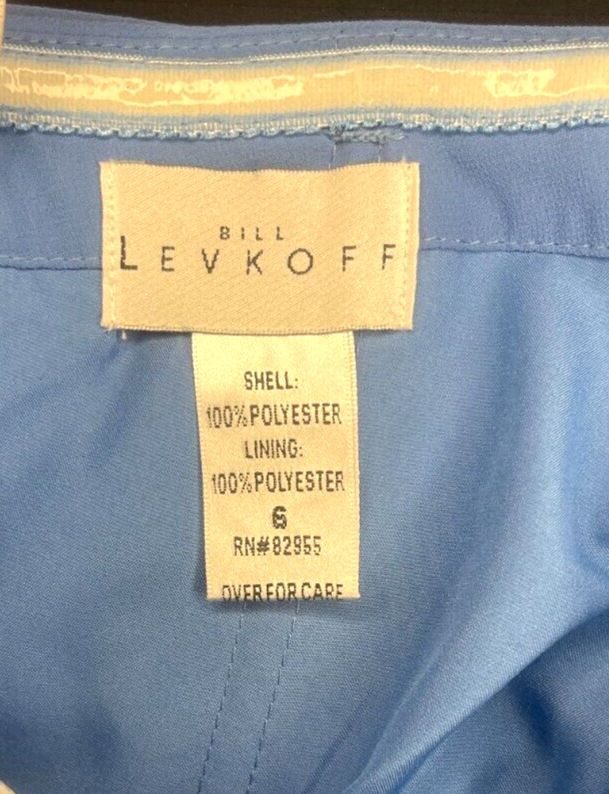 BILL
LEVKOFF
SHELL:
100%POLYESTER
LINING:
100%POLYESTER
6
RN#82955
OVER FOR CARE